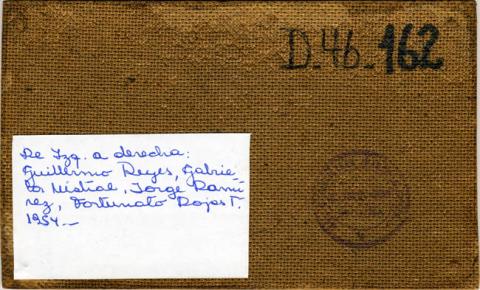 D-46-162
De Izq. a derecha:
Guillermo Reyes, Gabrie
la Mistral, Jorge Ramí
rez, Fortunato Rojas T.
1954.-